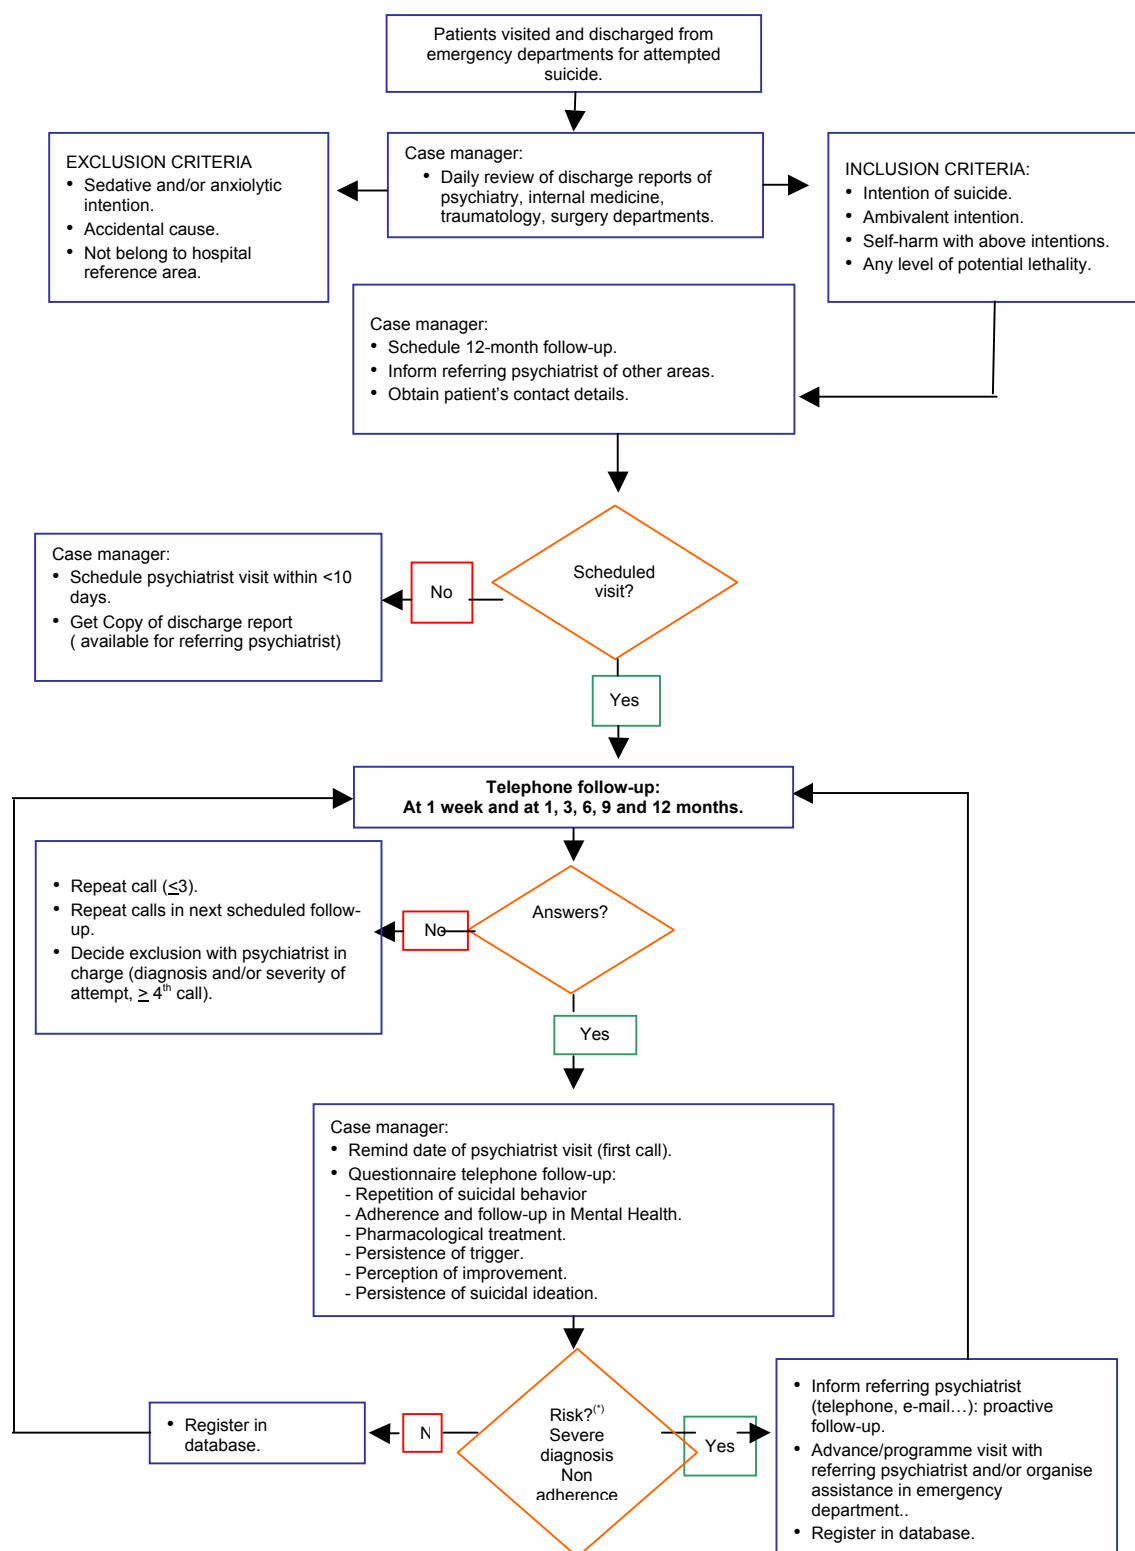 Patients visited and discharged from
emergency departments for attempted
suicide.
EXCLUSION CRITERIA
• Sedative and/or anxiolytic
intention.
• Accidental cause.
• Not belong to hospital
reference area.
Case manager:
• Daily review of discharge reports of
psychiatry, internal medicine,
traumatology, surgery departments.
INCLUSION CRITERIA:
• Intention of suicide.
• Ambivalent intention.
• Self-harm with above intentions.
• Any level of potential lethality.
Case manager:
• Schedule 12-month follow-up.
• Inform referring psychiatrist of other areas.
• Obtain patient's contact details.
Scheduled
visit?
No
Case manager:
• Schedule psychiatrist visit within <10
days.
• Get Copy of discharge report
( available for referring psychiatrist)
Yes
Telephone follow-up:
At 1 week and at 1, 3, 6, 9 and 12 months.
Answers?
No
• Repeat call (≤3).
• Repeat calls in next scheduled follow-
up.
• Decide exclusion with psychiatrist in
charge (diagnosis and/or severity of
attempt, ≥ 4th call).
Yes
Case manager:
• Remind date of psychiatrist visit (first call).
• Questionnaire telephone follow-up:
- Repetition of suicidal behavior
- Adherence and follow-up in Mental Health.
- Pharmacological treatment.
- Persistence of trigger.
- Perception of improvement.
- Persistence of suicidal ideation.
Risk?(*)
Severe
diagnosis
Non
adherence
N
• Register in
database.
Yes
• Inform referring psychiatrist
(telephone, e-mail…): proactive
follow-up.
• Advance/programme visit with
referring psychiatrist and/or organise
assistance in emergency
department..
• Register in database.